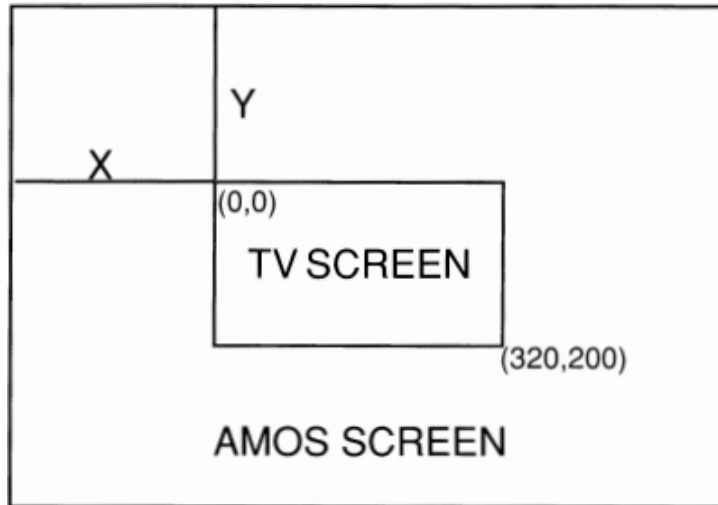 Y
X
(0,0)
TV SCREEN
(320,200)
AMOS SCREEN